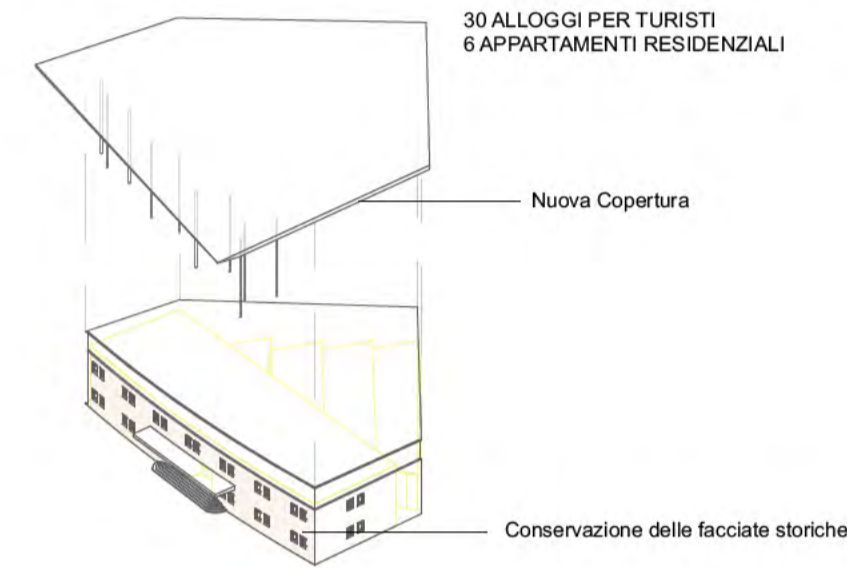 30 ALLOGGI PER TURISTI
6 APPARTAMENTI RESIDENZIALI
Nuova Copertura
Conservazione delle facciate storiche